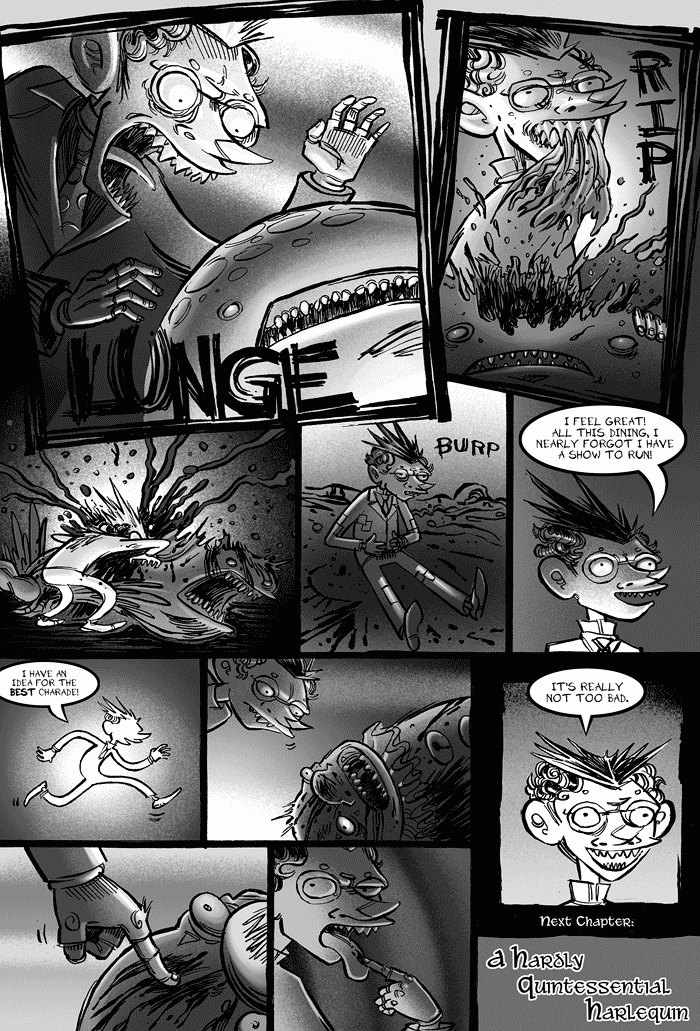 LUNGE
RIP
BURP
I FEEL GREAT!
ALL THIS DINING, I
NEARLY FORGOT I HAVE
A SHOW TO RUN!
I HAVE AN
IDEA FOR THE
BEST CHARADE!
IT'S REALLY
NOT TOO BAD.
Next Chapter:
a Hardly
Quintessential
Harlequin